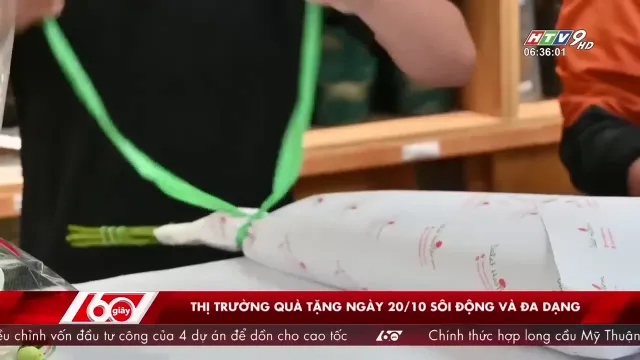 HTV9 HD
06:36:01
60 giây
THỊ TRƯỜNG QUÀ TẶNG NGÀY 20/10 SÔI ĐỘNG VÀ ĐA DẠNG
ều chỉnh vốn đầu tư công của 4 dự án để dồn cho cao tốc 60 Chính thức hợp long cầu Mỹ Thuận